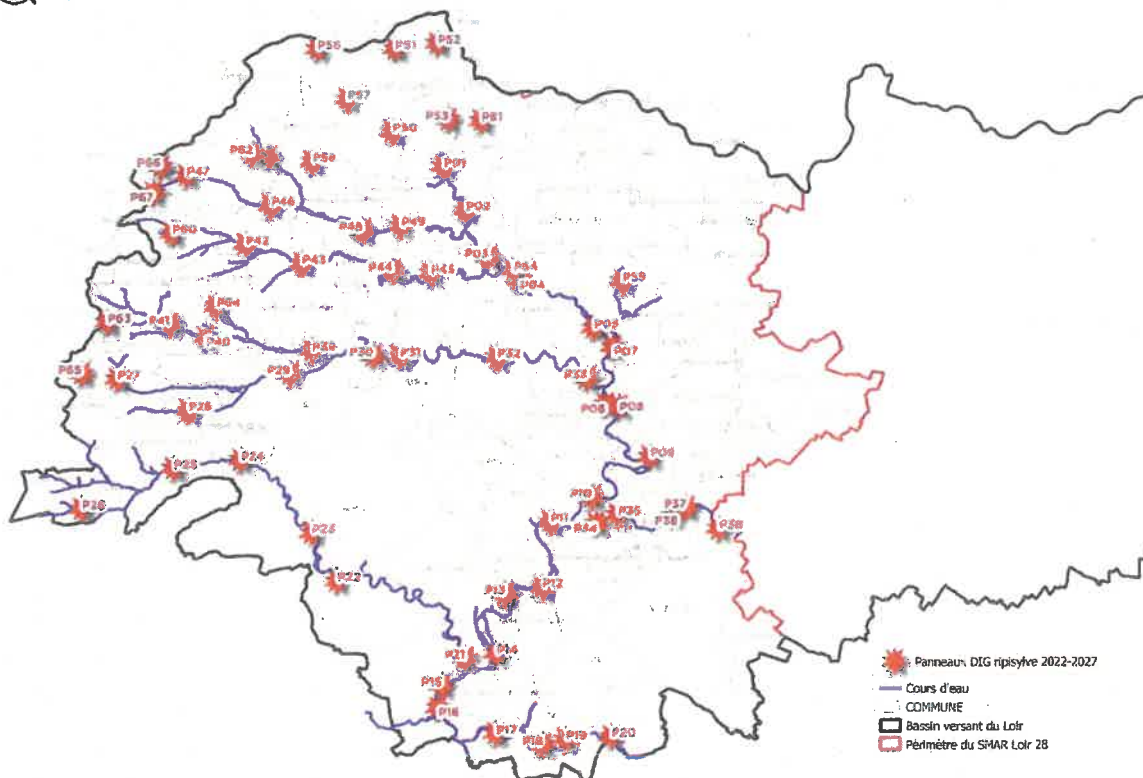 P56 P51 P52
P57
P50 P53 P81
P62 P58 P01
P66 P47
P67
P46 P02
P60 P48 P49
P42
P43 P44 P45 P03 P54
P04
P59
P63 P41 P64
P40
P05
P07
P65 P27 P29 P30 P31 P32 P33
P26
P08
P09
P25 P24
P10
P11 P34 P35 P36 P37
P38
P23
P22
P13 P12
P21 P14
P15
P16
P17 P18 P19 P20
Panneaux DIG ripisylve 2022-2027
Cours d'eau
COMMUNE
Bassin versant du Loir
Périmètre du SMAR Loir 28